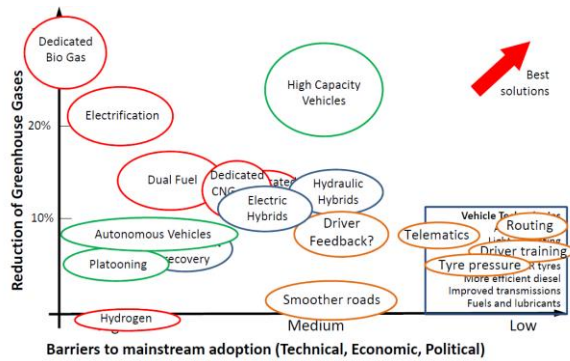 Dedicated
Bio Gas
Electrification
High Capacity
Vehicles
Best
solutions
Reduction of Greenhouse Gases
20%
10%
Dual Fuel
Dedicated
CNG
Electric
Hybrids
Hydraulic
Hybrids
Driver
Feedback?
Autonomous Vehicles
Platooning
recovery
Telematics
Vehicle
Routing
Driver training
Tyre pressure
tyres
More efficient diesel
Improved transmissions
Fuels and lubricants
Smoother roads
Hydrogen
Medium
Low
Barriers to mainstream adoption (Technical, Economic, Political)